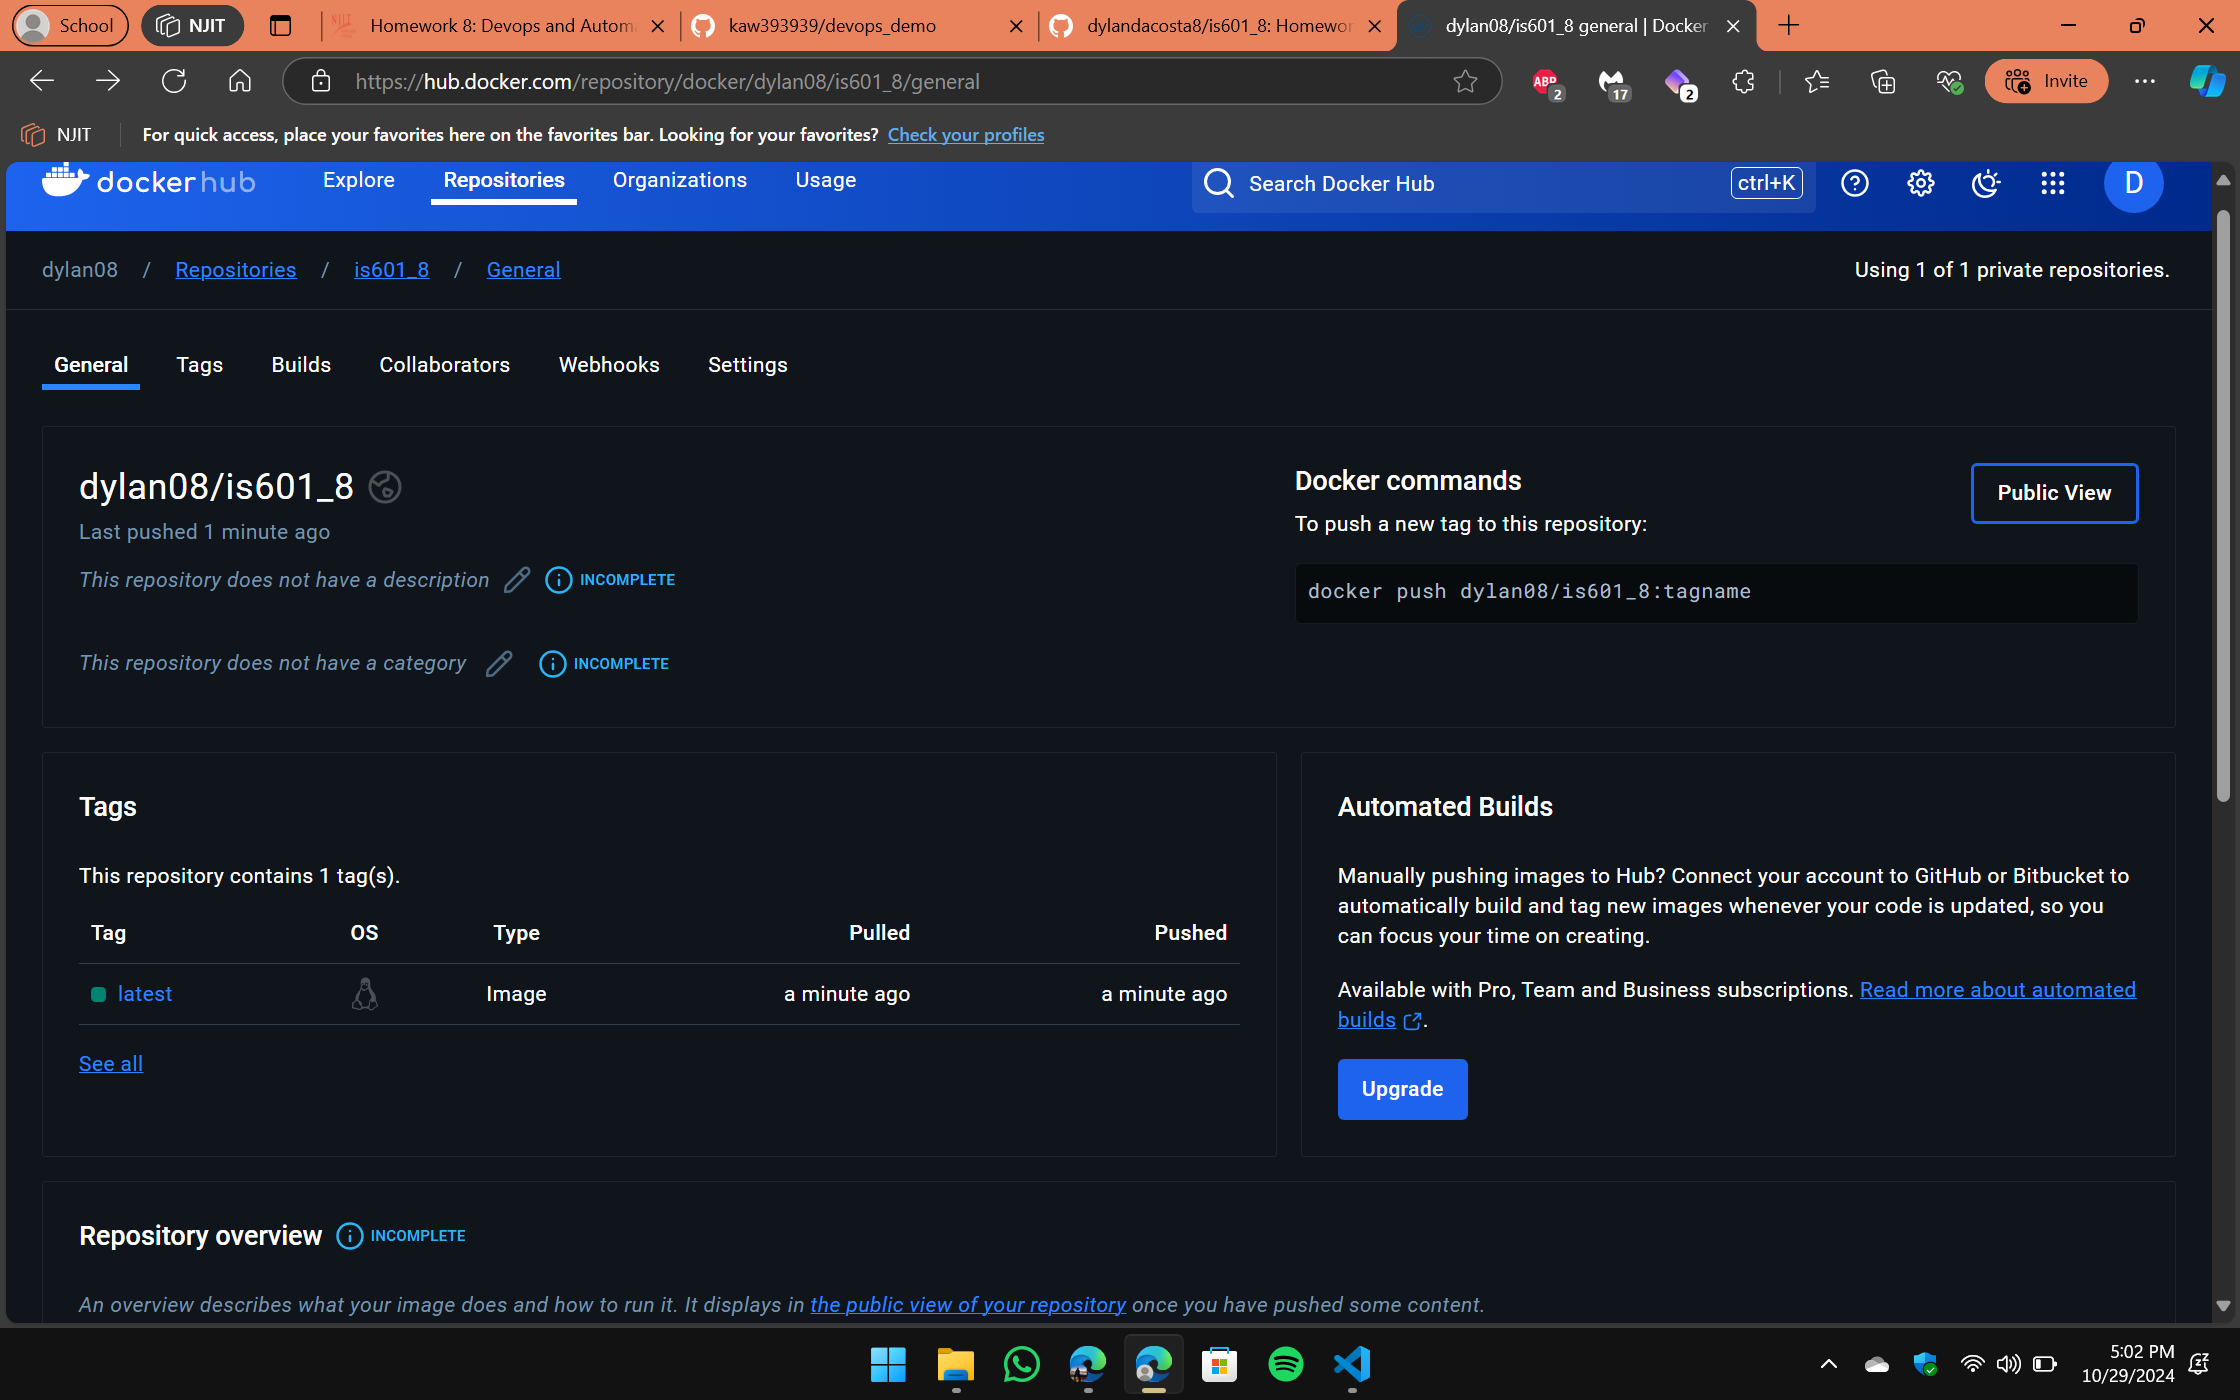 School
NJIT
Homework 8: Devops and Autom
kaw393939/devops_demo
dylandacosta8/is601_8: Homewor
dylan08/is601_8 general | Docker
https://hub.docker.com/repository/docker/dylan08/is601_8/general
ABP
2
17
2
Invite
NJIT
For quick access, place your favorites here on the favorites bar. Looking for your favorites? Check your profiles
dockerhub
Explore
Repositories
Organizations
Usage
Search Docker Hub
ctrl+K
D
dylan08 / Repositories / is601_8 / General
Using 1 of 1 private repositories.
General
Tags
Builds
Collaborators
Webhooks
Settings
dylan08/is601_8
Last pushed 1 minute ago
This repository does not have a description
INCOMPLETE
This repository does not have a category
INCOMPLETE
Docker commands
Public View
To push a new tag to this repository:
docker push dylan08/is601_8:tagname
Tags
This repository contains 1 tag(s).
Tag OS Type Pulled Pushed
latest Image a minute ago a minute ago
See all
Automated Builds
Manually pushing images to Hub? Connect your account to GitHub or Bitbucket to
automatically build and tag new images whenever your code is updated, so you
can focus your time on creating.
Available with Pro, Team and Business subscriptions. Read more about automated
builds.
Upgrade
Repository overview
INCOMPLETE
An overview describes what your image does and how to run it. It displays in the public view of your repository once you have pushed some content.
5:02 PM
10/29/2024